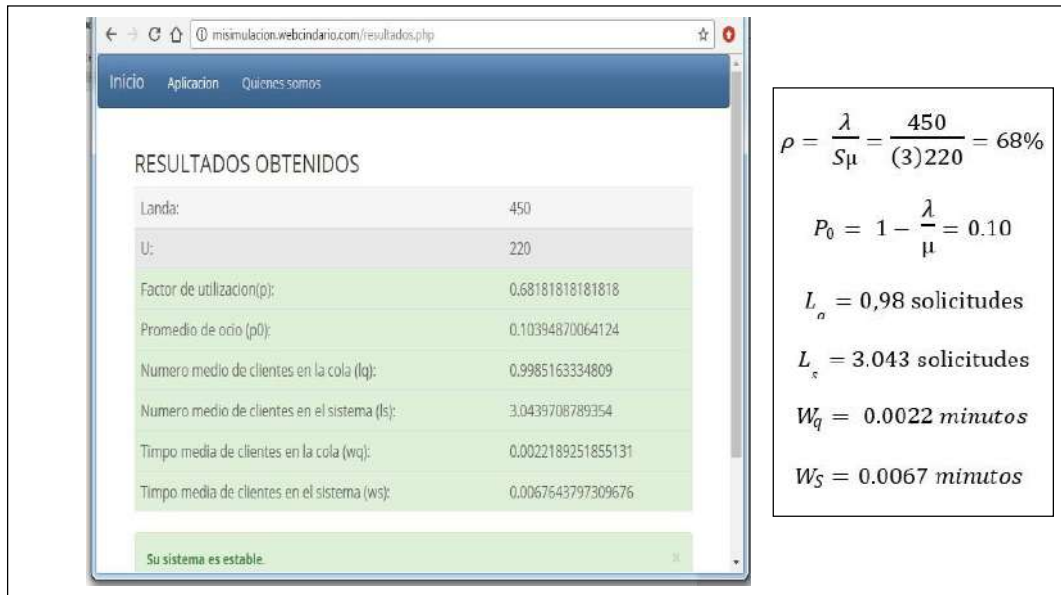 misimulacion.webcindario.com/resultados.php
Inicio Aplicacion Quienes somos
RESULTADOS OBTENIDOS
Landa: 450
U: 220
Factor de utilizacion(p): 0.68181818181818
Promedio de ocio (p0): 0.10394870064124
Numero medio de clientes en la cola (lq): 0.9985163334809
Numero medio de clientes en el sistema (ls): 3.0439708789354
Timpo media de clientes en la cola (wq): 0.0022189251855131
Timpo media de clientes en el sistema (ws): 0.0067643797309676
Su sistema es estable. ×
ρ = λ/Sμ = 450/(3)220 = 68%
P₀ = 1 − λ/μ = 0.10
L_q = 0,98 solicitudes
L_s = 3.043 solicitudes
W_q = 0.0022 minutos
W_S = 0.0067 minutos